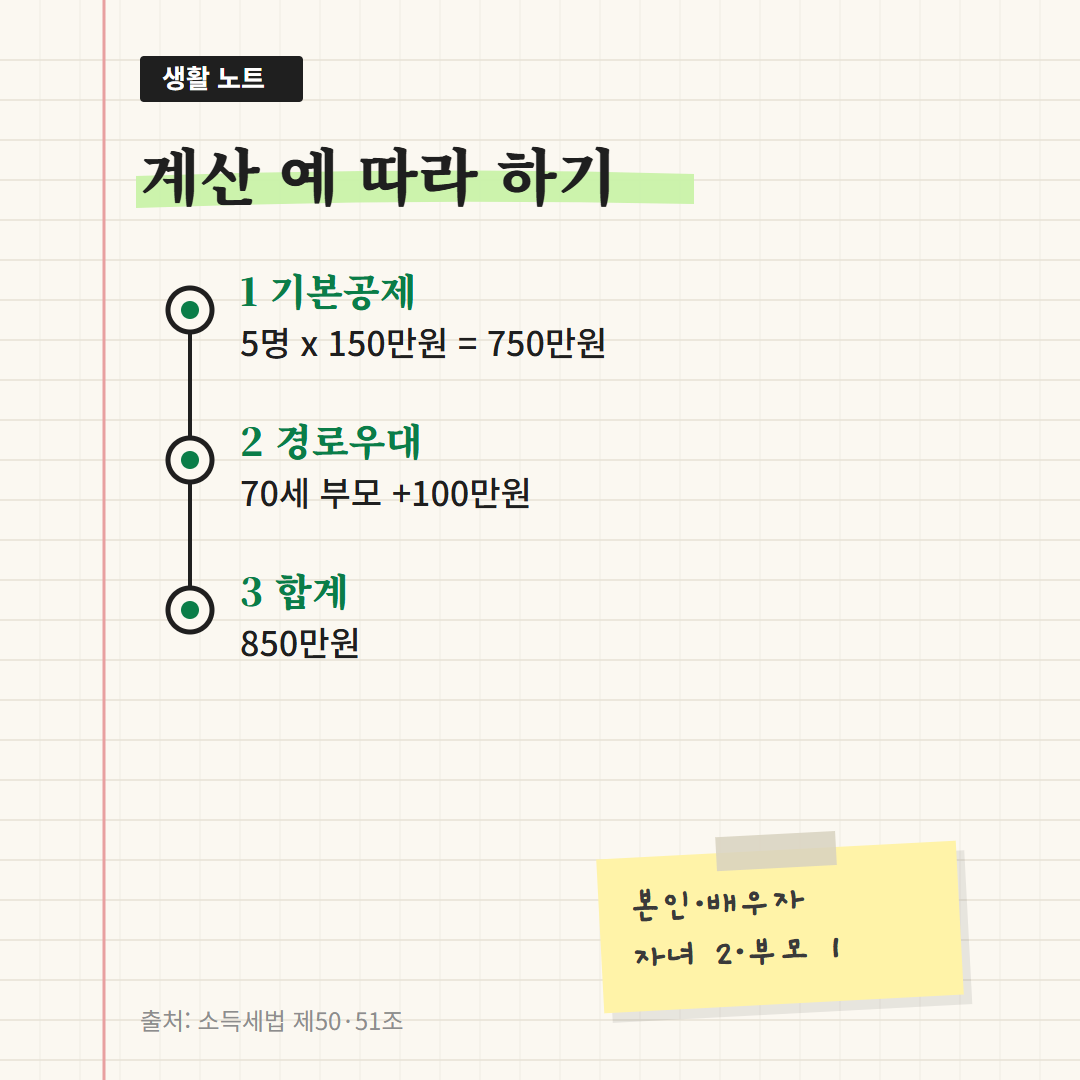 생활 노트
계산 예 따라 하기
1 기본공제
5명 x 150만원 = 750만원
2 경로우대
70세 부모 +100만원
3 합계
850만원
본인·배우자
자녀 2·부모 1
출처: 소득세법 제50·51조